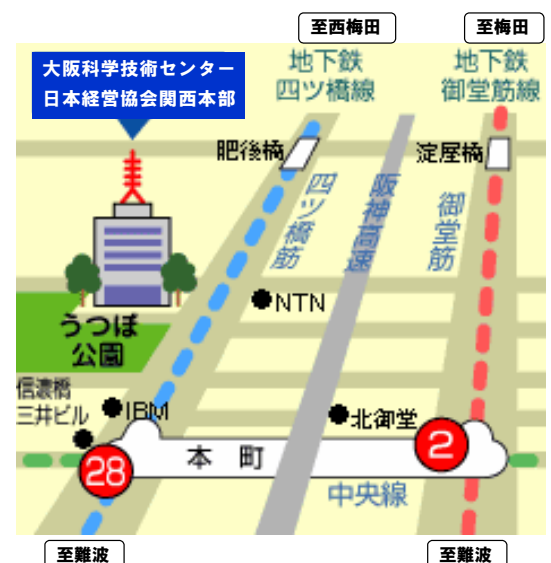 至西梅田
至梅田
大阪科学技術センター
日本経営協会関西本部
地下鉄
四ツ橋線
地下鉄
御堂筋線
肥後橋
淀屋橋
四ツ橋筋
阪神高速
御堂筋
NTN
うつぼ
公園
信濃橋
三井ビル
IBM
北御堂
28
本町
2
中央線
至難波
至難波